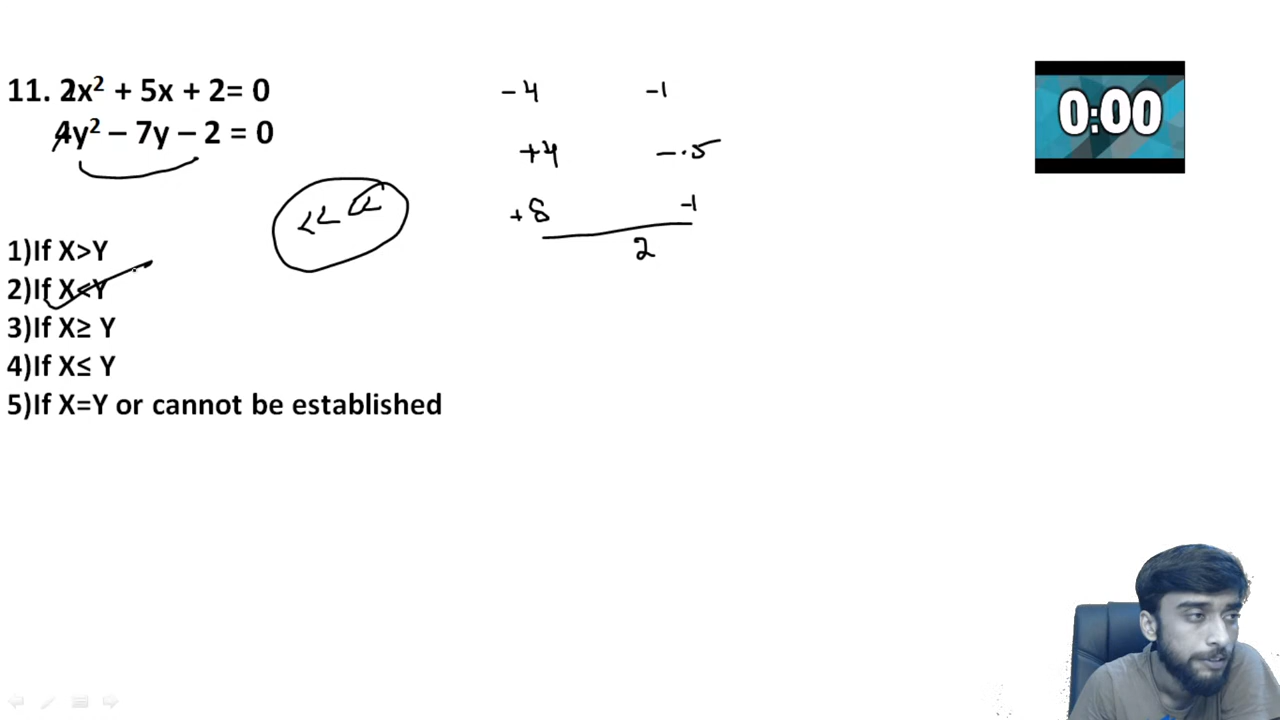 11. 2x² + 5x + 2= 0
4y² – 7y – 2 = 0
-4 -1
+4 -.5
+8 -1
2
<< <<
1)If X>Y
2)If X<Y
3)If X≥ Y
4)If X≤ Y
5)If X=Y or cannot be established
0:00